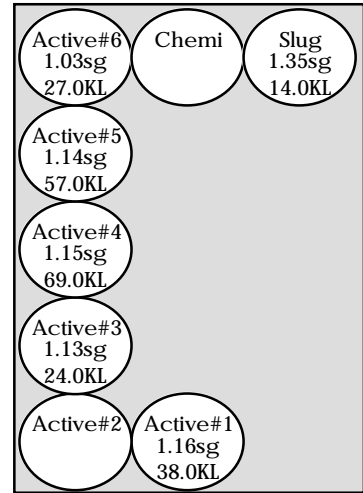 Active#6
1.03sg
27.0KL
Chemi
Slug
1.35sg
14.0KL
Active#5
1.14sg
57.0KL
Active#4
1.15sg
69.0KL
Active#3
1.13sg
24.0KL
Active#2
Active#1
1.16sg
38.0KL